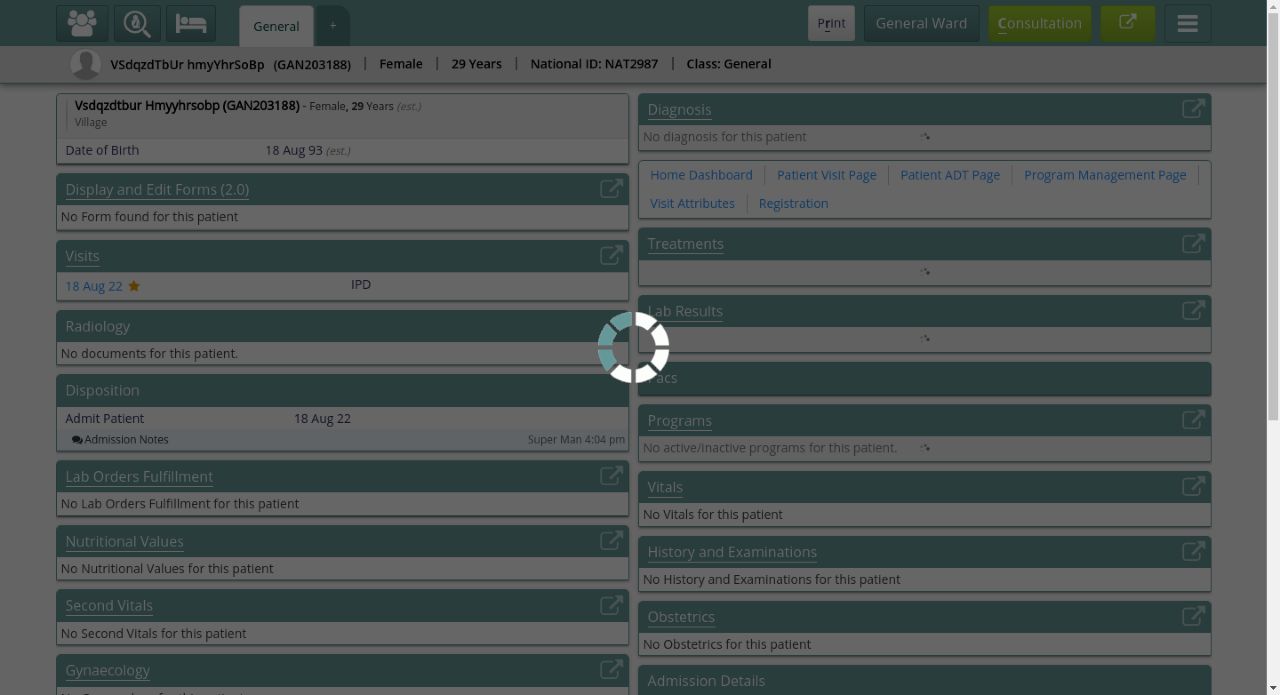 General
+
Print
General Ward
Consultation
VSdqzdTbUr hmyYhrSoBp (GAN203188) | Female | 29 Years | National ID: NAT2987 | Class: General
Vsdqzdtbur Hmyyhrsobp (GAN203188) - Female, 29 Years (est.)
Village
Date of Birth 18 Aug 93 (est.)
Display and Edit Forms (2.0)
No Form found for this patient
Visits
18 Aug 22 IPD
Radiology
No documents for this patient.
Disposition
Admit Patient 18 Aug 22
Admission Notes Super Man 4:04 pm
Lab Orders Fulfillment
No Lab Orders Fulfillment for this patient
Nutritional Values
No Nutritional Values for this patient
Second Vitals
No Second Vitals for this patient
Gynaecology
Diagnosis
No diagnosis for this patient
Home Dashboard | Patient Visit Page | Patient ADT Page | Program Management Page |
Visit Attributes | Registration
Treatments
Lab Results
Pacs
Programs
No active/inactive programs for this patient.
Vitals
No Vitals for this patient
History and Examinations
No History and Examinations for this patient
Obstetrics
No Obstetrics for this patient
Admission Details